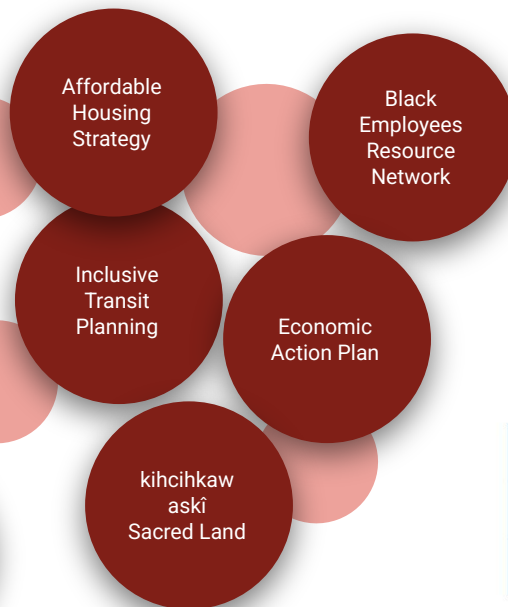 Affordable
Housing
Strategy
Black
Employees
Resource
Network
Inclusive
Transit
Planning
Economic
Action Plan
kihcihkaw
askî
Sacred Land